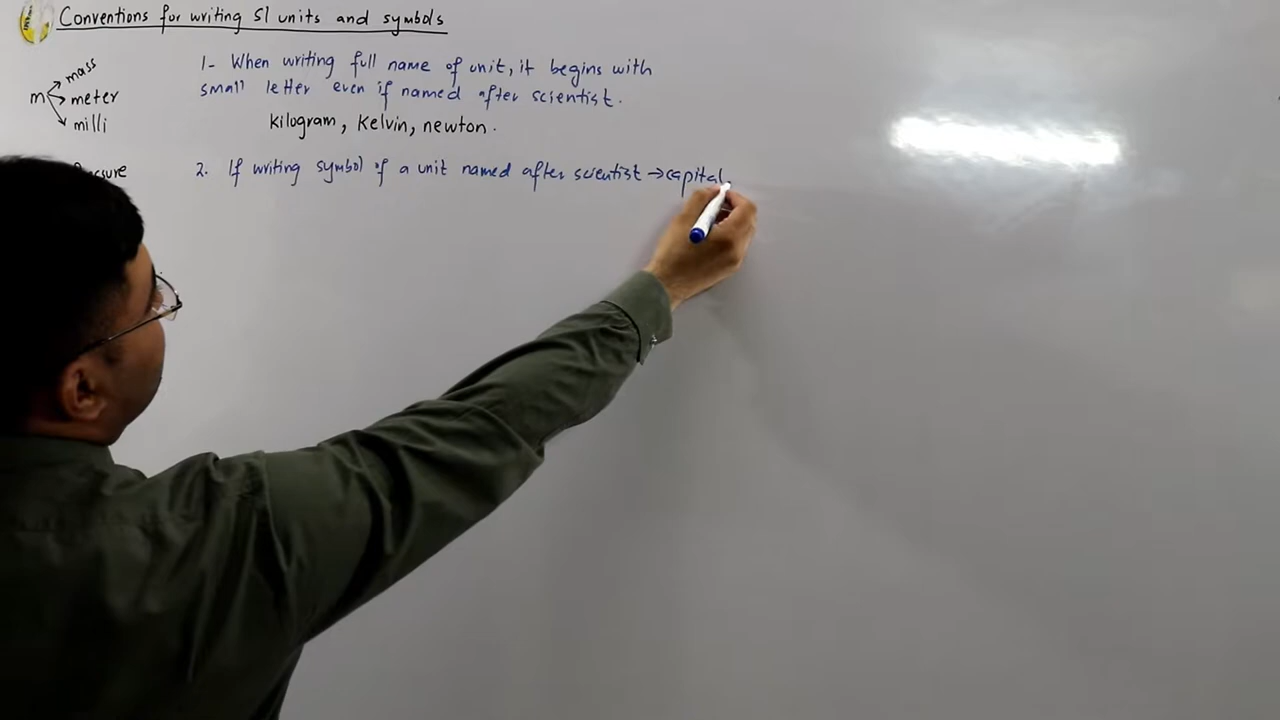 Conventions for writing SI units and symbols
m
mass
meter
milli
1- When writing full name of unit, it begins with
small letter even if named after scientist.
kilogram, kelvin, newton.
2. If writing symbol of a unit named after scientist → capital